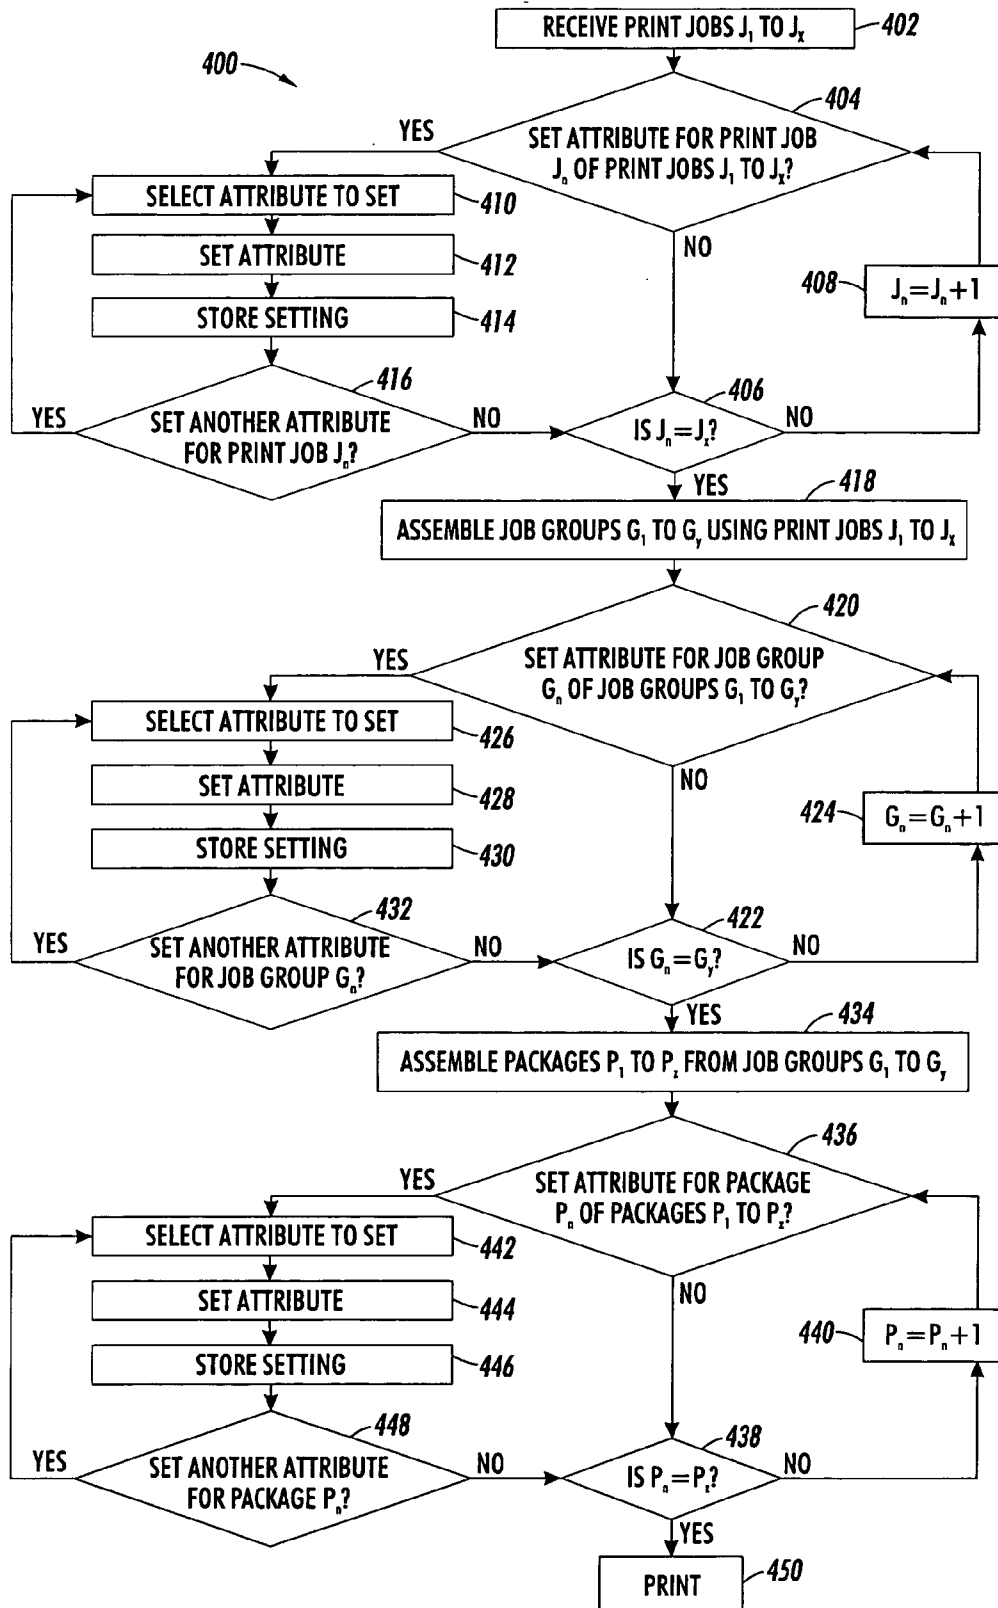 400
RECEIVE PRINT JOBS J₁ TO Jₓ
402
404
SET ATTRIBUTE FOR PRINT JOB
Jₙ OF PRINT JOBS J₁ TO Jₓ?
YES
NO
SELECT ATTRIBUTE TO SET
410
SET ATTRIBUTE
412
STORE SETTING
414
408
Jₙ=Jₙ+1
416
SET ANOTHER ATTRIBUTE
FOR PRINT JOB Jₙ?
YES
NO
406
IS Jₙ=Jₓ?
NO
YES
418
ASSEMBLE JOB GROUPS G₁ TO Gᵧ USING PRINT JOBS J₁ TO Jₓ
420
SET ATTRIBUTE FOR JOB GROUP
Gₙ OF JOB GROUPS G₁ TO Gᵧ?
YES
NO
SELECT ATTRIBUTE TO SET
426
SET ATTRIBUTE
428
STORE SETTING
430
424
Gₙ=Gₙ+1
432
SET ANOTHER ATTRIBUTE
FOR JOB GROUP Gₙ?
YES
NO
422
IS Gₙ=Gᵧ?
NO
YES
434
ASSEMBLE PACKAGES P₁ TO P_z FROM JOB GROUPS G₁ TO Gᵧ
436
SET ATTRIBUTE FOR PACKAGE
Pₙ OF PACKAGES P₁ TO P_z?
YES
NO
SELECT ATTRIBUTE TO SET
442
SET ATTRIBUTE
444
STORE SETTING
446
440
Pₙ=Pₙ+1
448
SET ANOTHER ATTRIBUTE
FOR PACKAGE Pₙ?
YES
NO
438
IS Pₙ=P_z?
NO
YES
PRINT
450